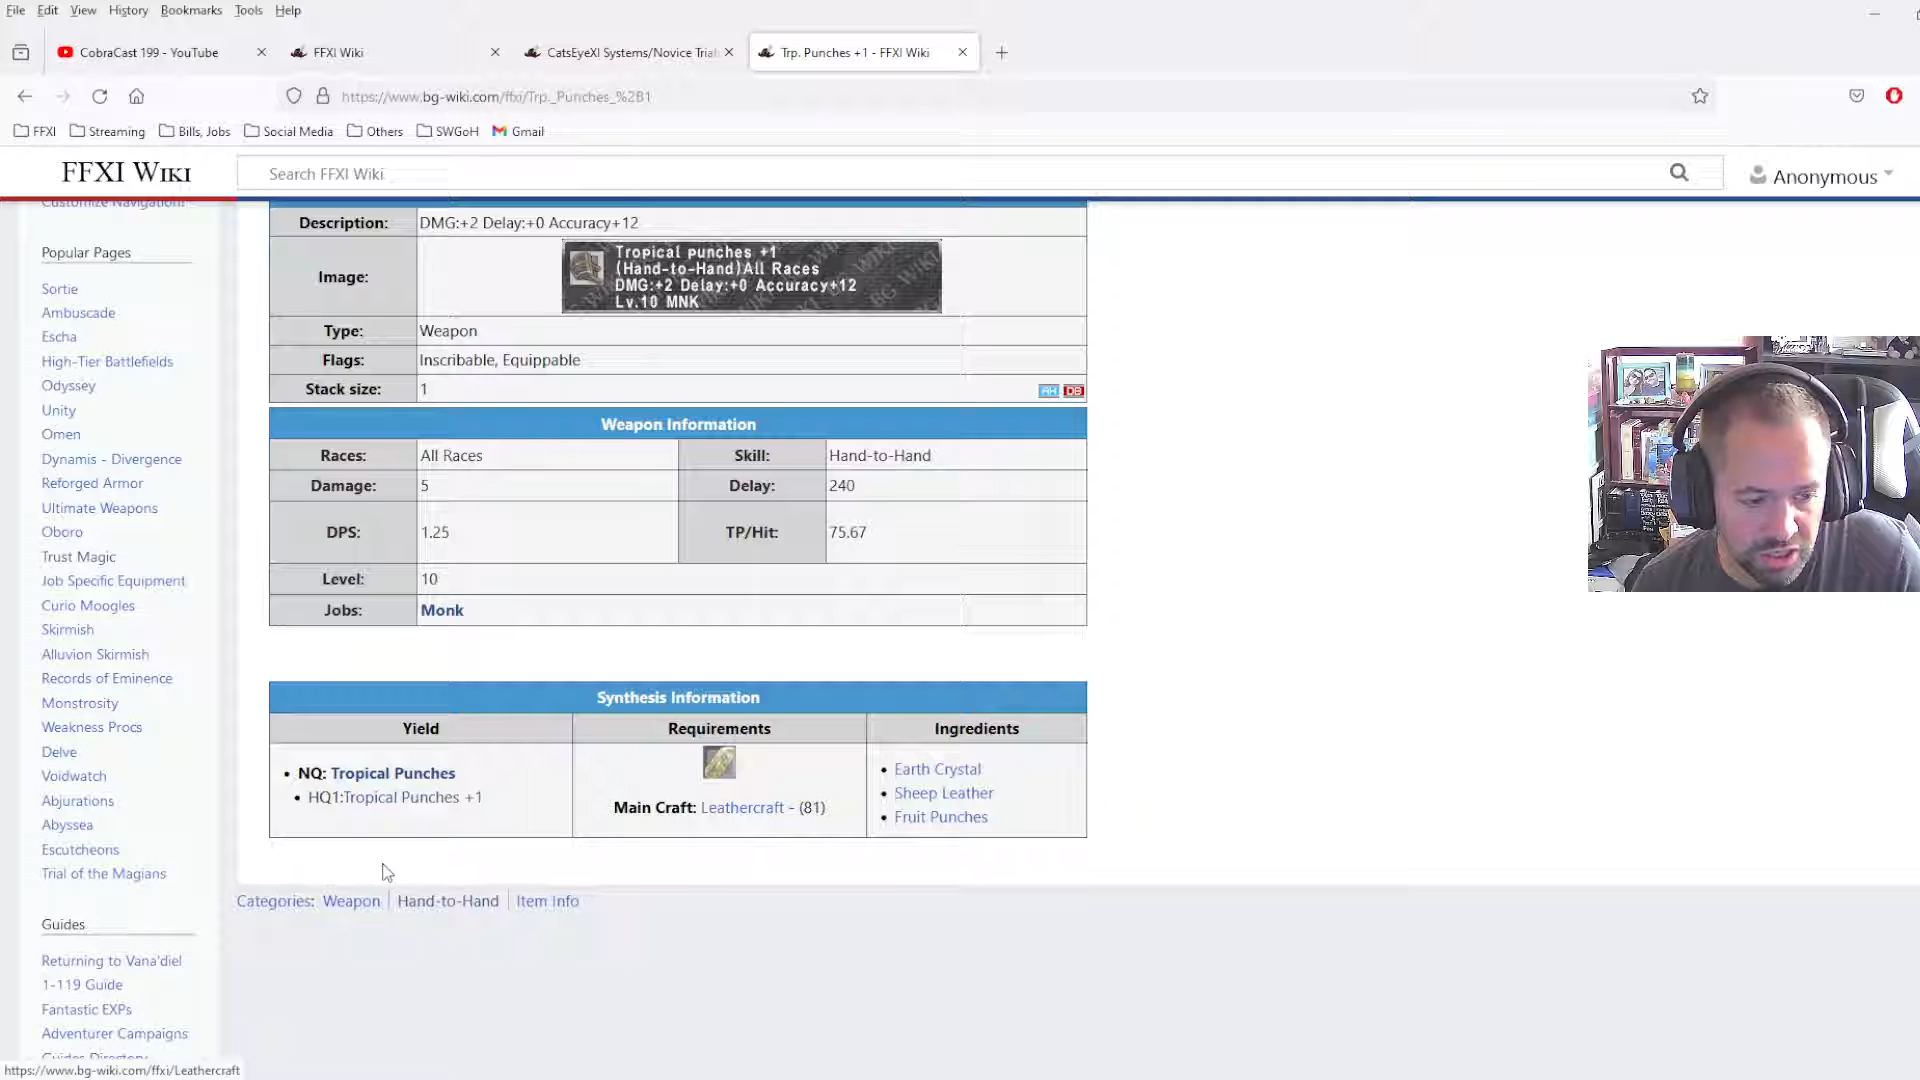 File Edit View History Bookmarks Tools Help
CobraCast 199 - YouTube
FFXI Wiki
CatsEyeXI Systems/Novice Trial
Trp. Punches +1 - FFXI Wiki
https://www.bg-wiki.com/ffxi/Trp._Punches_%2B1
FFXI Streaming Bills, Jobs Social Media Others SWGoH Gmail
FFXI WIKI
Search FFXI Wiki
Anonymous
Customize Navigation!
Popular Pages
Sortie
Ambuscade
Escha
High-Tier Battlefields
Odyssey
Unity
Omen
Dynamis - Divergence
Reforged Armor
Ultimate Weapons
Oboro
Trust Magic
Job Specific Equipment
Curio Moogles
Skirmish
Alluvion Skirmish
Records of Eminence
Monstrosity
Weakness Procs
Delve
Voidwatch
Abjurations
Abyssea
Escutcheons
Trial of the Magians
Guides
Returning to Vana'diel
1-119 Guide
Fantastic EXPs
Adventurer Campaigns
Guides Directory
Description: DMG:+2 Delay:+0 Accuracy+12
Image:
Tropical punches +1
(Hand-to-Hand)All Races
DMG:+2 Delay:+0 Accuracy+12
Lv.10 MNK
Type: Weapon
Flags: Inscribable, Equippable
Stack size: 1
AH DB
Weapon Information
Races: All Races Skill: Hand-to-Hand
Damage: 5 Delay: 240
DPS: 1.25 TP/Hit: 75.67
Level: 10
Jobs: Monk
Synthesis Information
Yield Requirements Ingredients
NQ: Tropical Punches
HQ1:Tropical Punches +1
Main Craft: Leathercraft - (81)
Earth Crystal
Sheep Leather
Fruit Punches
Categories: Weapon Hand-to-Hand Item Info
https://www.bg-wiki.com/ffxi/Leathercraft